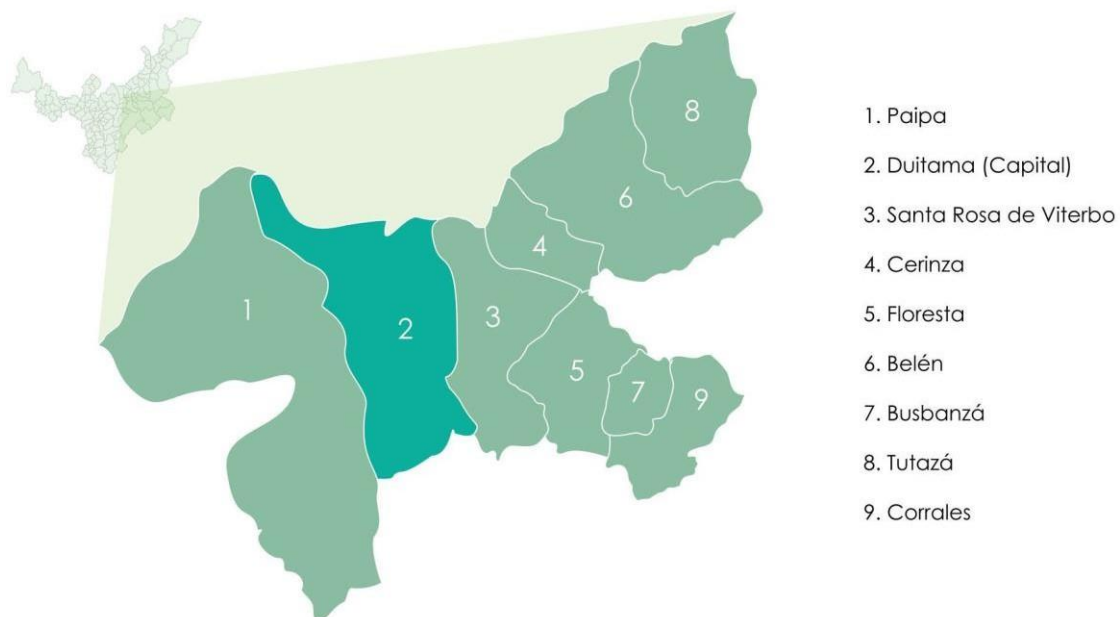 8
6
4
1
2
3
5
7
9
1. Paipa
2. Duitama (Capital)
3. Santa Rosa de Viterbo
4. Cerinza
5. Floresta
6. Belén
7. Busbanzá
8. Tutazá
9. Corrales